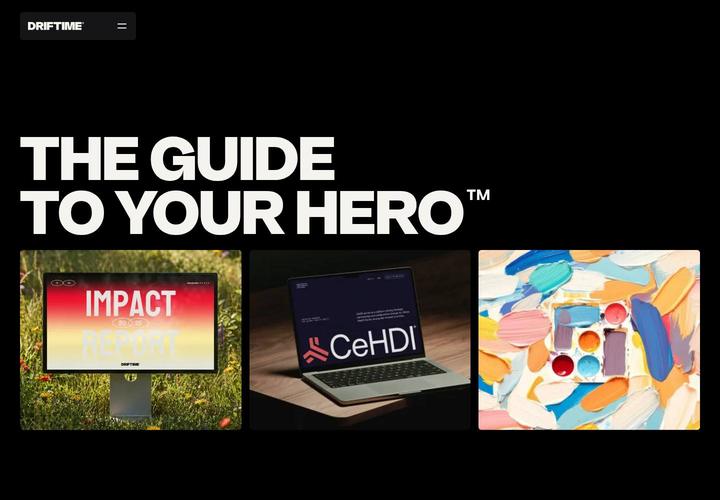 DRIFTIME
THE GUIDE
TO YOUR HERO™
IMPACT
REPORT
DRIFTIME
CeHDI